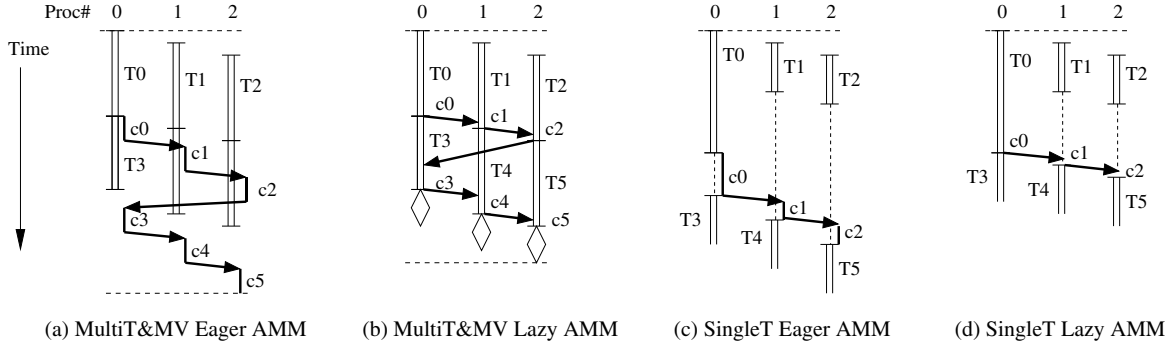 Proc# 0 1 2 0 1 2 0 1 2 0 1 2
Time
T0 T1 T2 T0 T1 T2 T0 T1 T2 T0 T1 T2
c0 c1 c2 c0 c1 c2 c0 c1 c2
T3 T3 T4 T5 T3 T4 T5
c3 c4 c5 c3 c4 c5
c0 c1 c2
T3 T4 T5
(a) MultiT&MV Eager AMM (b) MultiT&MV Lazy AMM (c) SingleT Eager AMM (d) SingleT Lazy AMM